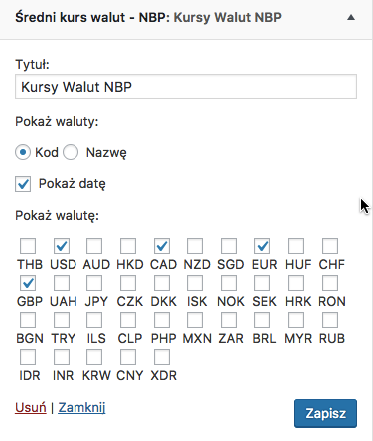 Średni kurs walut - NBP: Kursy Walut NBP
Tytuł:
Kursy Walut NBP
Pokaż waluty:
Kod Nazwę
Pokaż datę
Pokaż walutę:
THB USD AUD HKD CAD NZD SGD EUR HUF CHF
GBP UAH JPY CZK DKK ISK NOK SEK HRK RON
BGN TRY ILS CLP PHP MXN ZAR BRL MYR RUB
IDR INR KRW CNY XDR
Usuń | Zamknij Zapisz